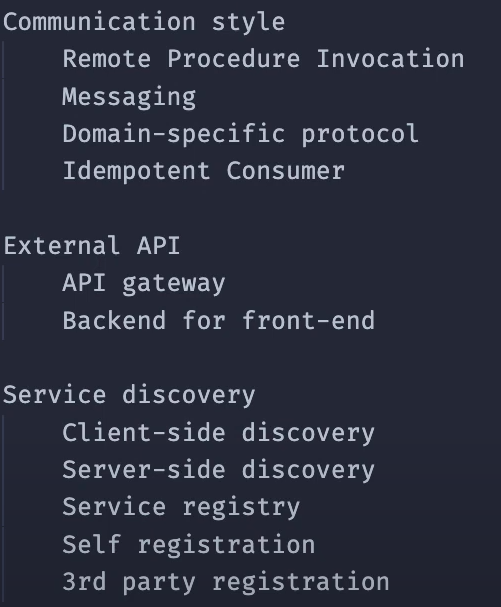 Communication style
Remote Procedure Invocation
Messaging
Domain-specific protocol
Idempotent Consumer
External API
API gateway
Backend for front-end
Service discovery
Client-side discovery
Server-side discovery
Service registry
Self registration
3rd party registration